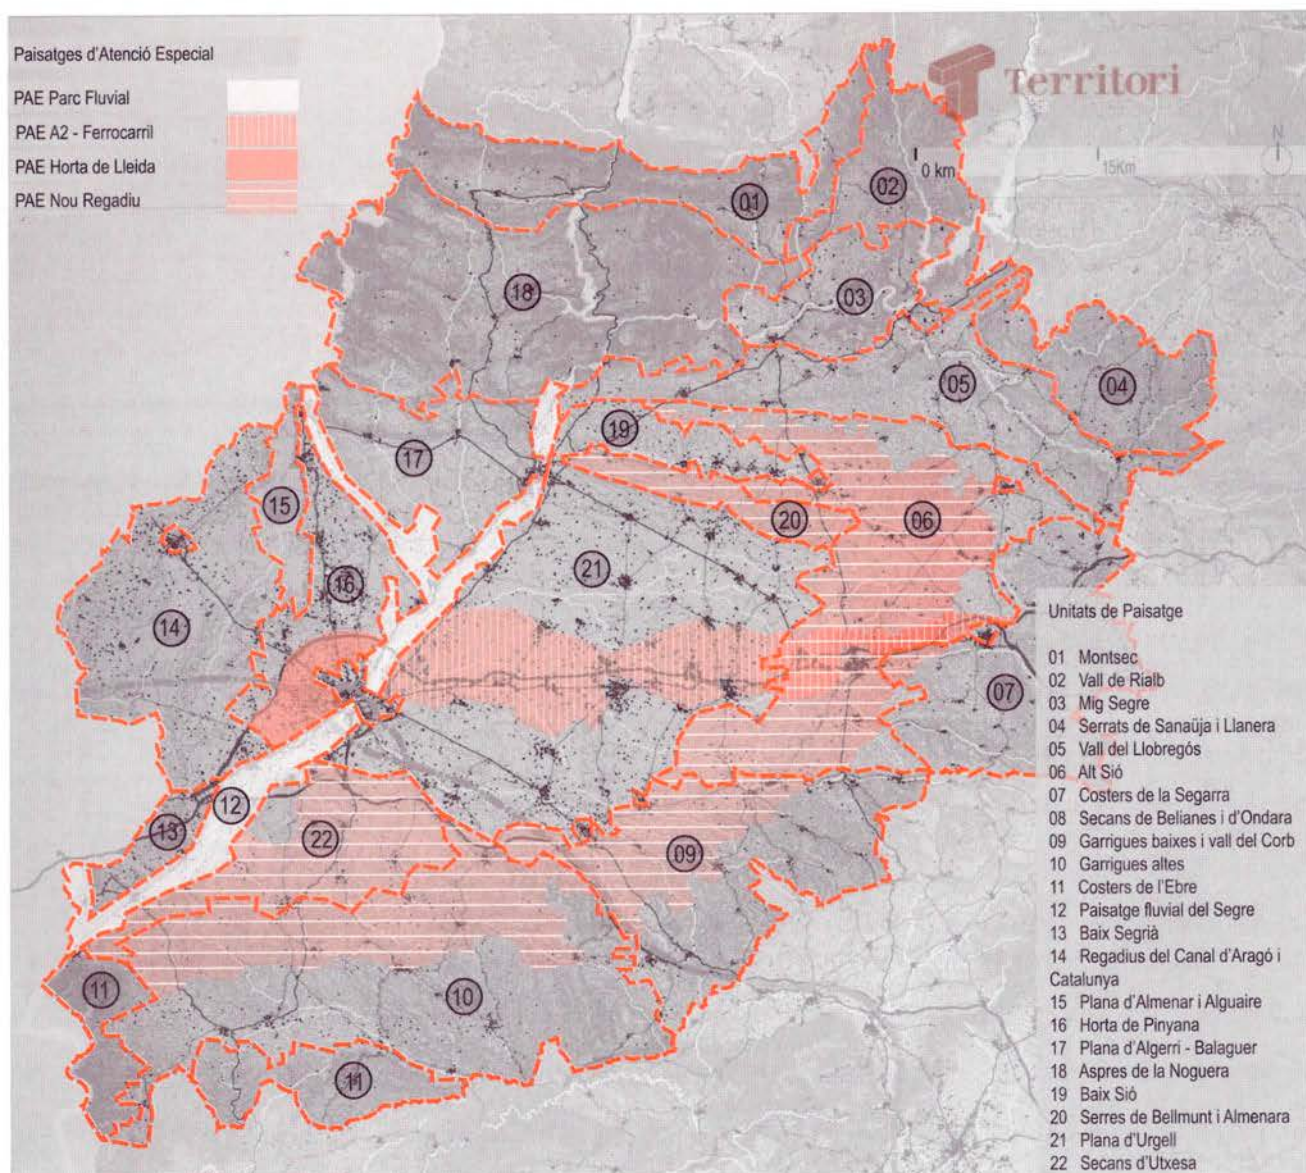 Paisatges d'Atenció Especial
PAE Parc Fluvial
PAE A2 - Ferrocarril
PAE Horta de Lleida
PAE Nou Regadiu
Territori
N
0 km
15Km
01
02
03
18
04
05
19
17
15
20
06
21
16
14
07
12
13
22
09
11
10
11
Unitats de Paisatge
01 Montsec
02 Vall de Rialb
03 Mig Segre
04 Serrats de Sanaüja i Llanera
05 Vall del Llobregós
06 Alt Sió
07 Costers de la Segarra
08 Secans de Belianes i d'Ondara
09 Garrigues baixes i vall del Corb
10 Garrigues altes
11 Costers de l'Ebre
12 Paisatge fluvial del Segre
13 Baix Segrià
14 Regadius del Canal d'Aragó i
Catalunya
15 Plana d'Almenar i Alguaire
16 Horta de Pinyana
17 Plana d'Algerri - Balaguer
18 Aspres de la Noguera
19 Baix Sió
20 Serres de Bellmunt i Almenara
21 Plana d'Urgell
22 Secans d'Utxesa